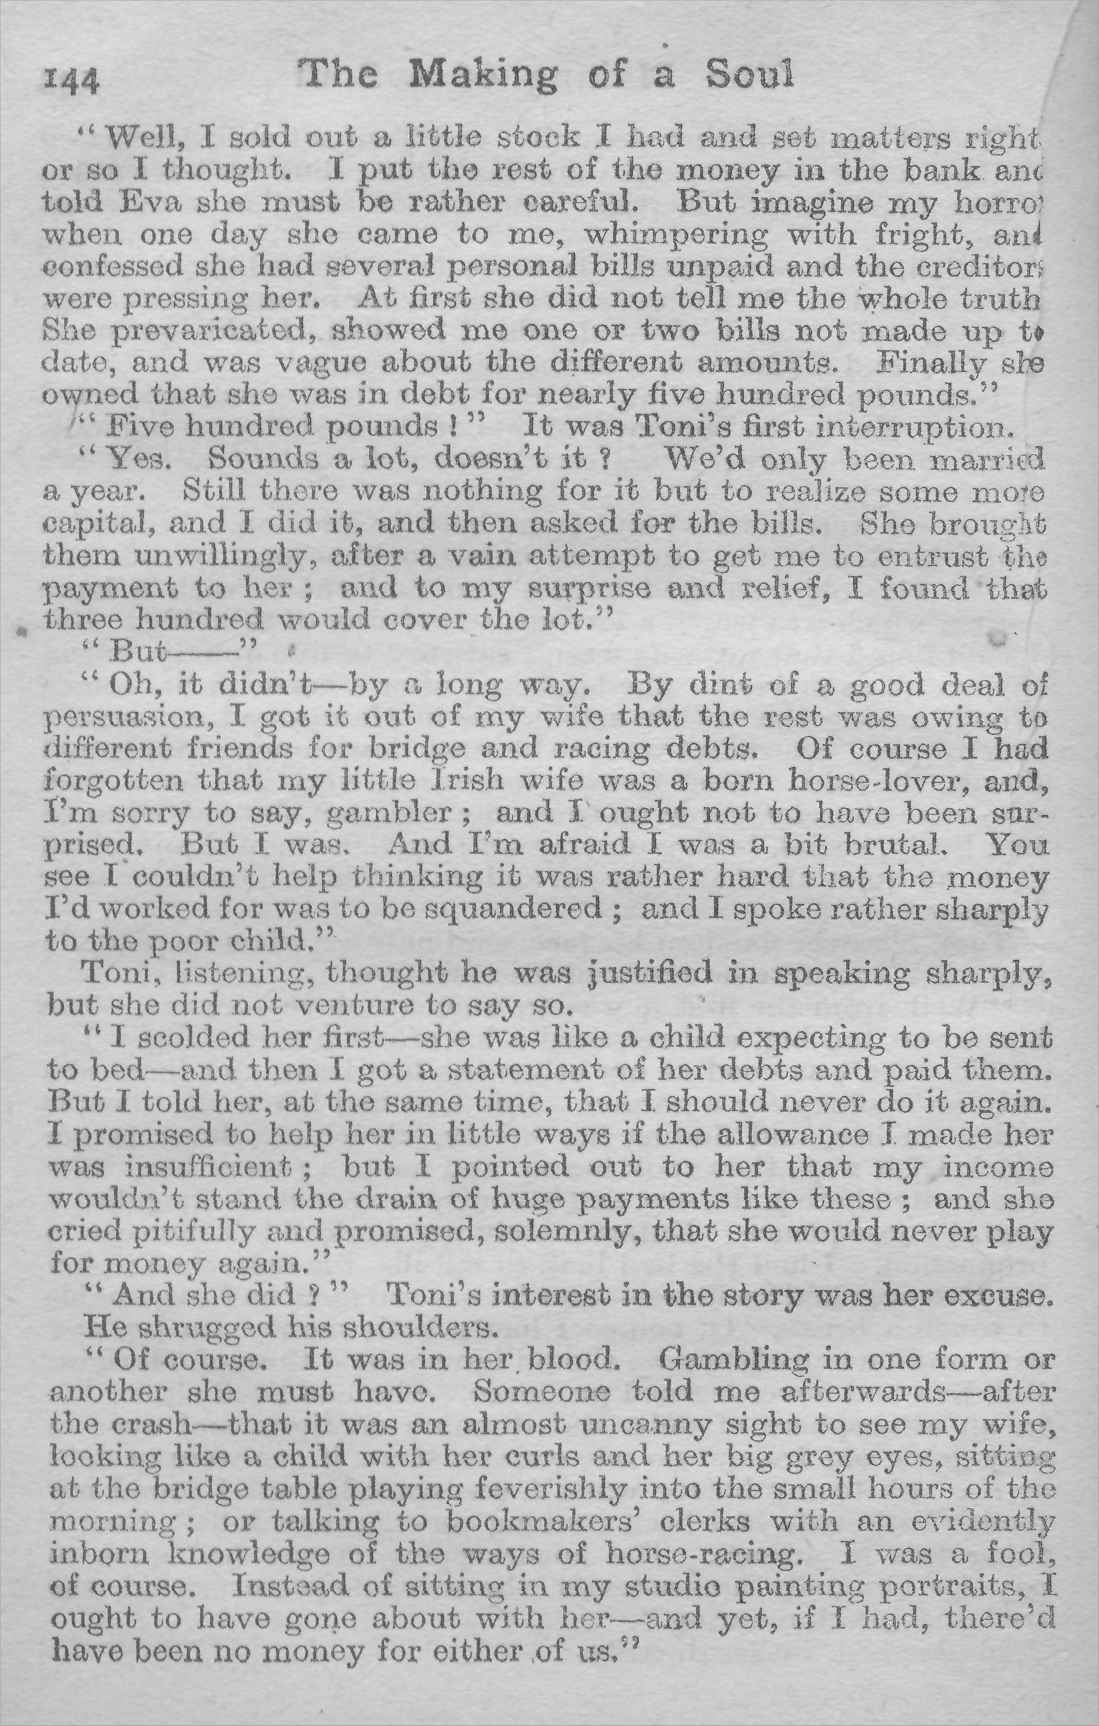 144 The Making of a Soul
“ Well, I sold out a little stock I had and set matters right
or so I thought. I put the rest of the money in the bank and
told Eva she must be rather careful. But imagine my horror
when one day she came to me, whimpering with fright, and
confessed she had several personal bills unpaid and the creditors
were pressing her. At first she did not tell me the whole truth
She prevaricated, showed me one or two bills not made up to
date, and was vague about the different amounts. Finally she
owned that she was in debt for nearly five hundred pounds.”
“ Five hundred pounds ! ” It was Toni’s first interruption.
“ Yes. Sounds a lot, doesn’t it ? We’d only been married
a year. Still there was nothing for it but to realize some more
capital, and I did it, and then asked for the bills. She brought
them unwillingly, after a vain attempt to get me to entrust the
payment to her ; and to my surprise and relief, I found that
three hundred would cover the lot.”
“ But——”
“ Oh, it didn’t—by a long way. By dint of a good deal of
persuasion, I got it out of my wife that the rest was owing to
different friends for bridge and racing debts. Of course I had
forgotten that my little Irish wife was a born horse-lover, and,
I’m sorry to say, gambler ; and I ought not to have been sur-
prised. But I was. And I’m afraid I was a bit brutal. You
see I couldn’t help thinking it was rather hard that the money
I’d worked for was to be squandered ; and I spoke rather sharply
to the poor child.”
Toni, listening, thought he was justified in speaking sharply,
but she did not venture to say so.
“ I scolded her first—she was like a child expecting to be sent
to bed—and then I got a statement of her debts and paid them.
But I told her, at the same time, that I should never do it again.
I promised to help her in little ways if the allowance I made her
was insufficient ; but I pointed out to her that my income
wouldn’t stand the drain of huge payments like these ; and she
cried pitifully and promised, solemnly, that she would never play
for money again.”
“ And she did ? ” Toni’s interest in the story was her excuse.
He shrugged his shoulders.
“ Of course. It was in her blood. Gambling in one form or
another she must have. Someone told me afterwards—after
the crash—that it was an almost uncanny sight to see my wife,
looking like a child with her curls and her big grey eyes, sitting
at the bridge table playing feverishly into the small hours of the
morning ; or talking to bookmakers’ clerks with an evidently
inborn knowledge of the ways of horse-racing. I was a fool,
of course. Instead of sitting in my studio painting portraits, I
ought to have gone about with her—and yet, if I had, there’d
have been no money for either of us.”